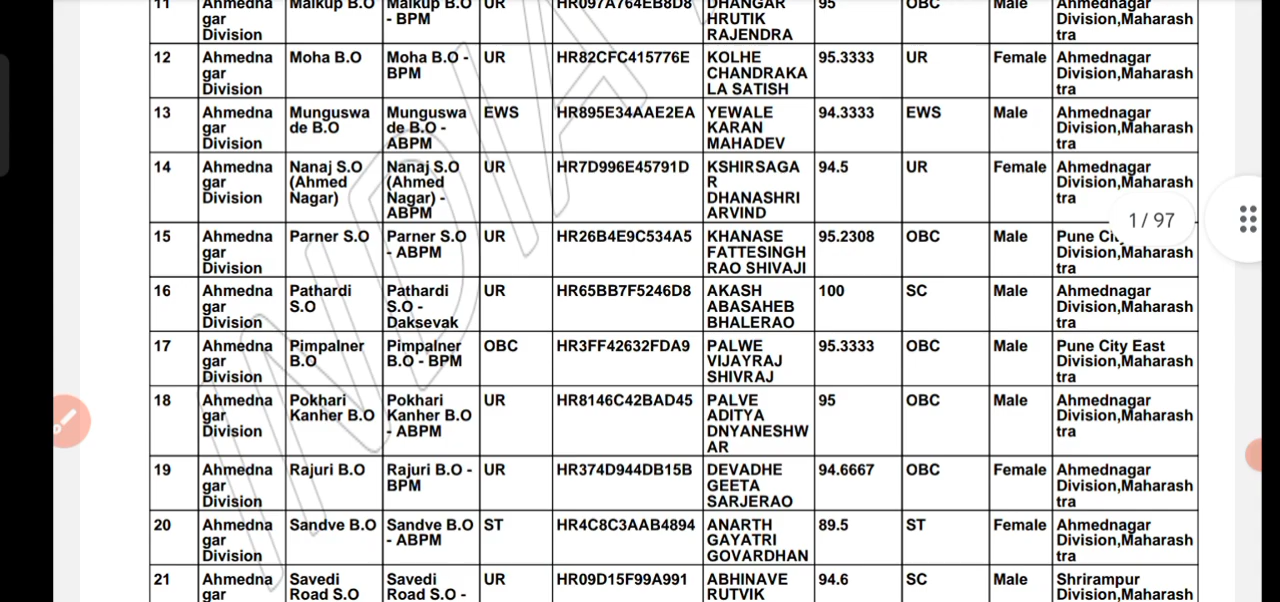 11 Ahmedna Malkup B.O Malkup B.O UR HR097A764EB8D8 DHANGAR 95 OBC Male Ahmednagar
gar - BPM HRUTIK Division,Maharash
Division RAJENDRA tra
12 Ahmedna Moha B.O Moha B.O - UR HR82CFC415776E KOLHE 95.3333 UR Female Ahmednagar
gar BPM CHANDRAKA Division,Maharash
Division LA SATISH tra
13 Ahmedna Munguswa Munguswa EWS HR895E34AAE2EA YEWALE 94.3333 EWS Male Ahmednagar
gar de B.O de B.O - KARAN Division,Maharash
Division ABPM MAHADEV tra
14 Ahmedna Nanaj S.O Nanaj S.O UR HR7D996E45791D KSHIRSAGA 94.5 UR Female Ahmednagar
gar (Ahmed (Ahmed R Division,Maharash
Division Nagar) Nagar) - DHANASHRI tra
ABPM ARVIND
1 / 97
15 Ahmedna Parner S.O Parner S.O UR HR26B4E9C534A5 KHANASE 95.2308 OBC Male Pune
gar - ABPM FATTESINGH Division,Maharash
Division RAO SHIVAJI tra
16 Ahmedna Pathardi Pathardi UR HR65BB7F5246D8 AKASH 100 SC Male Ahmednagar
gar S.O S.O - ABASAHEB Division,Maharash
Division Daksevak BHALERAO tra
17 Ahmedna Pimpalner Pimpalner OBC HR3FF42632FDA9 PALWE 95.3333 OBC Male Pune City East
gar B.O B.O - BPM VIJAYRAJ Division,Maharash
Division SHIVRAJ tra
18 Ahmedna Pokhari Pokhari UR HR8146C42BAD45 PALVE 95 OBC Male Ahmednagar
gar Kanher B.O Kanher B.O ADITYA Division,Maharash
Division - ABPM DNYANESHW tra
AR
19 Ahmedna Rajuri B.O Rajuri B.O - UR HR374D944DB15B DEVADHE 94.6667 OBC Female Ahmednagar
gar BPM GEETA Division,Maharash
Division SARJERAO tra
20 Ahmedna Sandve B.O Sandve B.O ST HR4C8C3AAB4894 ANARTH 89.5 ST Female Ahmednagar
gar - ABPM GAYATRI Division,Maharash
Division GOVARDHAN tra
21 Ahmedna Savedi Savedi UR HR09D15F99A991 ABHINAVE 94.6 SC Male Shrirampur
gar Road S.O Road S.O - RUTVIK Division,Maharash